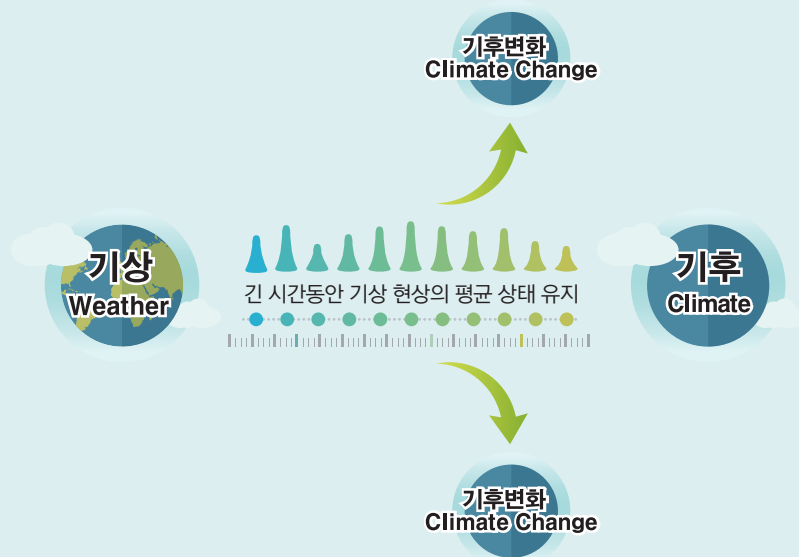 기후변화
Climate Change
기상
Weather
긴 시간동안 기상 현상의 평균 상태 유지
기후
Climate
기후변화
Climate Change